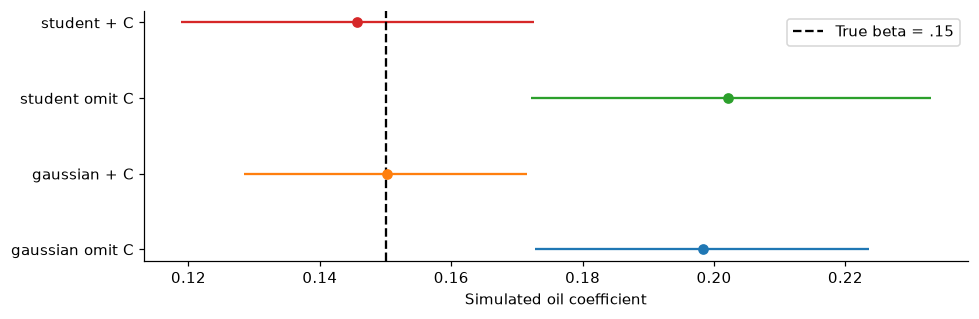 student + C
True beta = .15
student omit C
gaussian + C
gaussian omit C
0.12 0.14 0.16 0.18 0.20 0.22
Simulated oil coefficient